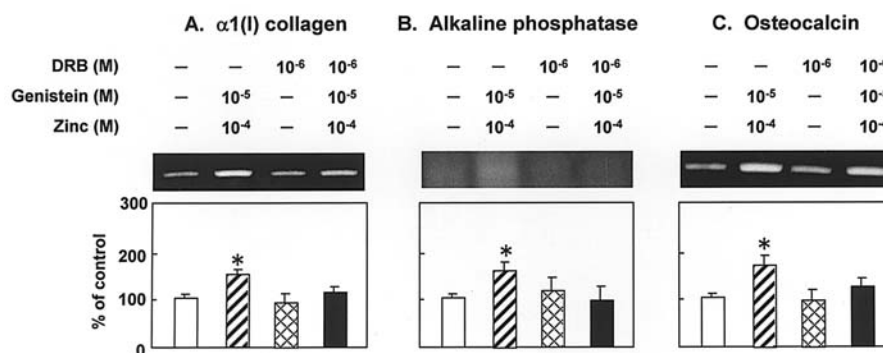 A. α1(I) collagen B. Alkaline phosphatase C. Osteocalcin
DRB (M) – – 10-6 10-6 – – 10-6 10-6 – – 10-6
Genistein (M) – 10-5 – 10-5 – 10-5 – 10-5 – 10-5 –
Zinc (M) – 10-4 – 10-4 – 10-4 – 10-4 – 10-4 –
300
200
100
0
% of control
* * *